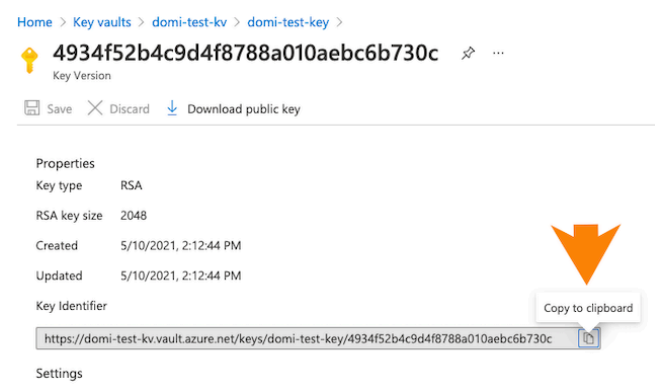 Home > Key vaults > domi-test-kv > domi-test-key >
4934f52b4c9d4f8788a010aebc6b730c ...
Key Version
Save Discard Download public key
Properties
Key type RSA
RSA key size 2048
Created 5/10/2021, 2:12:44 PM
Updated 5/10/2021, 2:12:44 PM
Key Identifier
Copy to clipboard
https://domi-test-kv.vault.azure.net/keys/domi-test-key/4934f52b4c9d4f8788a010aebc6b730c
Settings